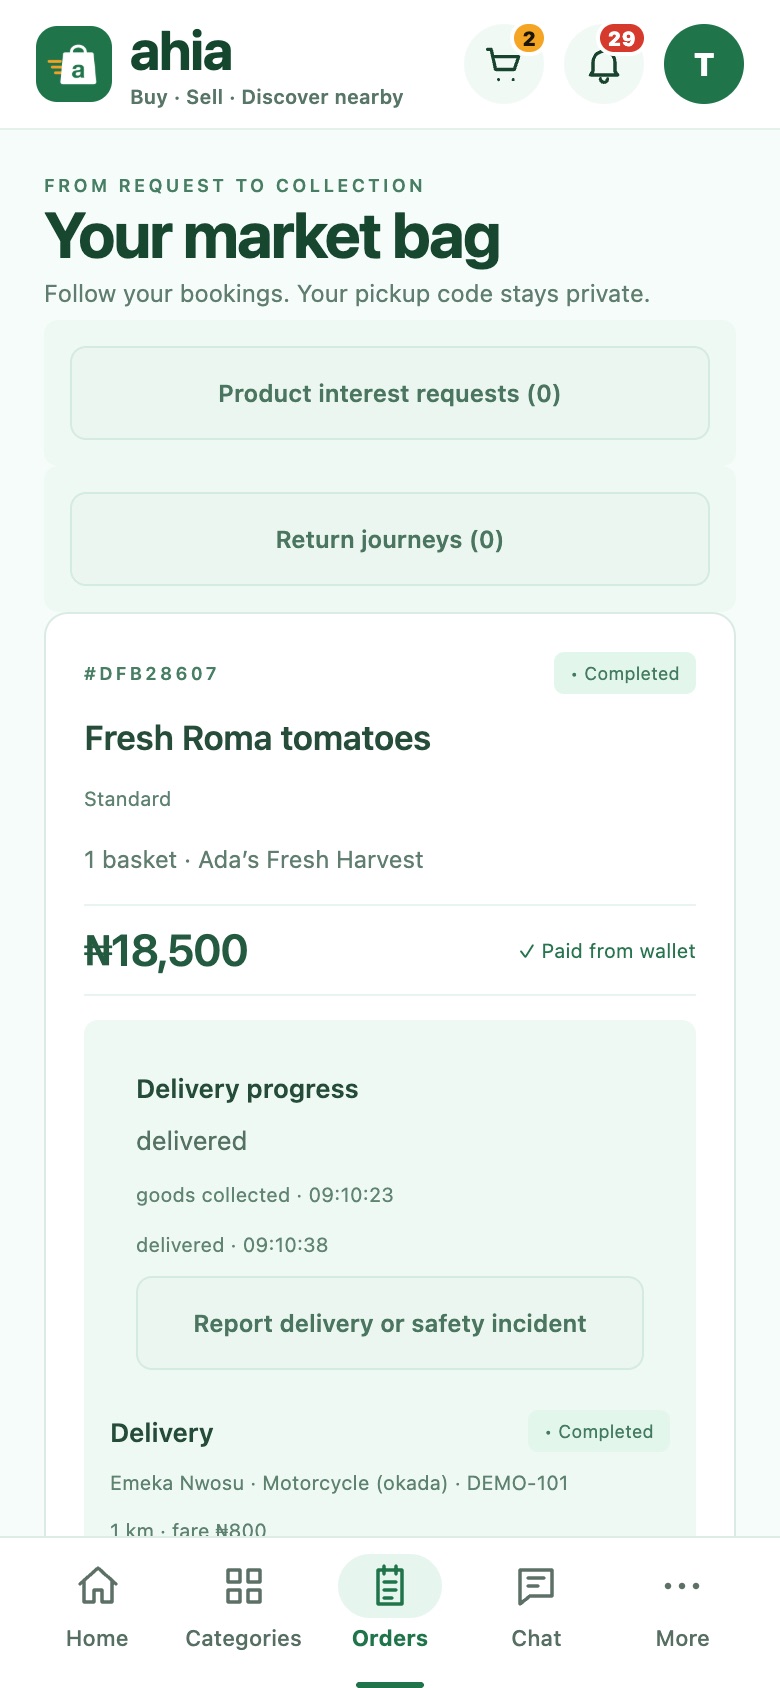 a
ahia
Buy · Sell · Discover nearby
2
29
T
FROM REQUEST TO COLLECTION
Your market bag
Follow your bookings. Your pickup code stays private.
Product interest requests (0)
Return journeys (0)
#DFB28607
• Completed
Fresh Roma tomatoes
Standard
1 basket · Ada’s Fresh Harvest
₦18,500
✓ Paid from wallet
Delivery progress
delivered
goods collected · 09:10:23
delivered · 09:10:38
Report delivery or safety incident
Delivery
• Completed
Emeka Nwosu · Motorcycle (okada) · DEMO-101
1 km · fare ₦800
Home
Categories
Orders
Chat
More